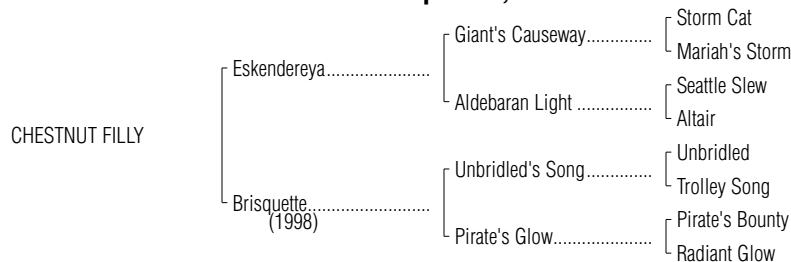 Storm Cat
Giant's Causeway..............
Mariah's Storm
Eskendereya......................
Seattle Slew
Aldebaran Light ................
Altair
CHESTNUT FILLY
Unbridled
Unbridled's Song..............
Trolley Song
Brisquette..........................
(1998)
Pirate's Bounty
Pirate's Glow.....................
Radiant Glow